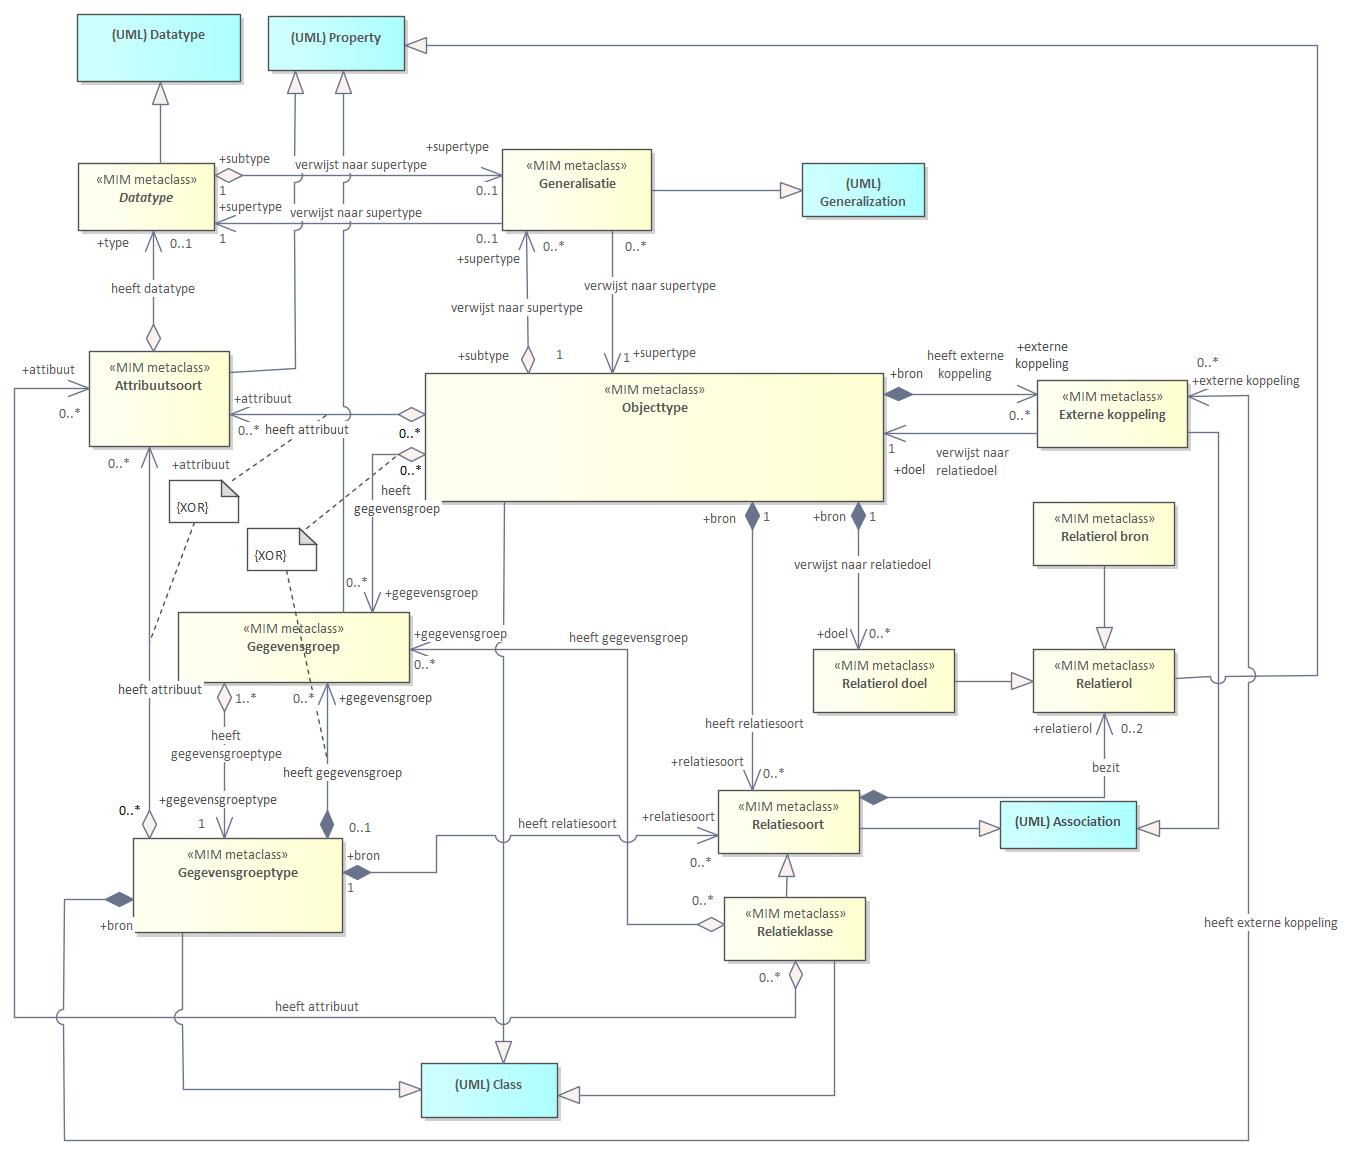 (UML) Datatype
(UML) Property
«MIM metaclass»
Datatype
+subtype
1
verwijst naar supertype
+supertype
0..1
+supertype
1
verwijst naar supertype
0..1
«MIM metaclass»
Generalisatie
(UML)
Generalization
+type
0..1
heeft datatype
0..*
+supertype
0..*
verwijst naar supertype
verwijst naar supertype
+subtype
1
1
+supertype
«MIM metaclass»
Attribuutsoort
+attibuut
0..*
+attribuut
0..*
heeft attribuut
0..*
«MIM metaclass»
Objecttype
+bron
heeft externe
koppeling
+externe
koppeling
0..*
«MIM metaclass»
Externe koppeling
0..*
+externe koppeling
1
+doel
verwijst naar
relatiedoel
0..*
+attribuut
0..*
heeft
gegevensgroep
{XOR}
{XOR}
+bron
1
+bron
1
verwijst naar relatiedoel
«MIM metaclass»
Relatierol bron
0..*
+gegevensgroep
«MIM metaclass»
Gegevensgroep
+gegevensgroep
0..*
heeft gegevensgroep
+doel
0..*
«MIM metaclass»
Relatierol doel
«MIM metaclass»
Relatierol
heeft attribuut
1..*
0..*
+gegevensgroep
heeft
gegevensgroeptype
heeft gegevensgroep
heeft relatiesoort
+relatierol
0..2
bezit
+relatiesoort
0..*
0..*
+gegevensgroeptype
1
0..1
«MIM metaclass»
Relatiesoort
(UML) Association
heeft relatiesoort
+relatiesoort
0..*
«MIM metaclass»
Gegevensgroeptype
+bron
1
+bron
0..*
«MIM metaclass»
Relatieklasse
0..*
heeft externe koppeling
heeft attribuut
(UML) Class